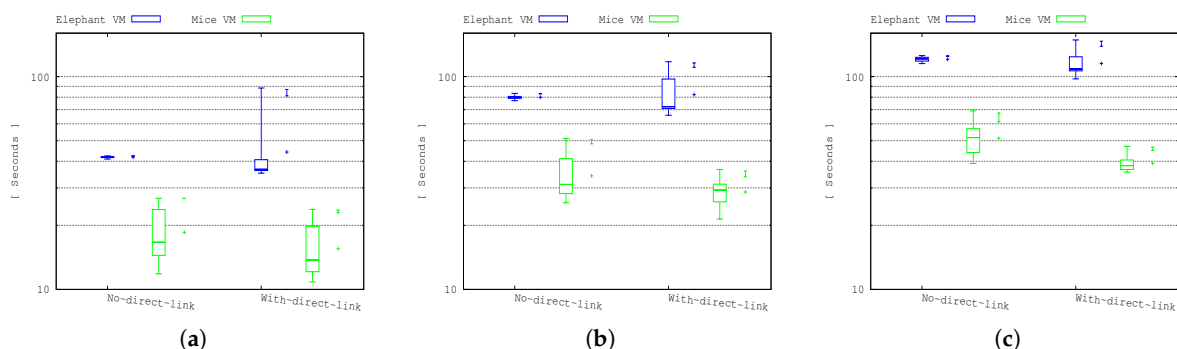 Elephant VM Mice VM
100
[ Seconds ]
10
No-direct-link With-direct-link
(a)
Elephant VM Mice VM
100
[ Seconds ]
10
No-direct-link With-direct-link
(b)
Elephant VM Mice VM
100
[ Seconds ]
10
No-direct-link With-direct-link
(c)